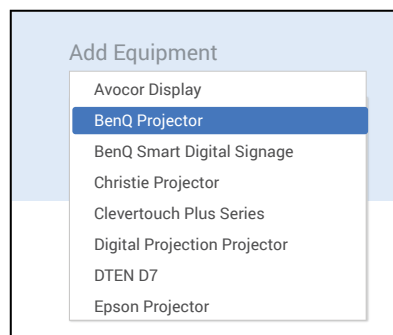 Add Equipment
Avocor Display
BenQ Projector
BenQ Smart Digital Signage
Christie Projector
Clevertouch Plus Series
Digital Projection Projector
DTEN D7
Epson Projector